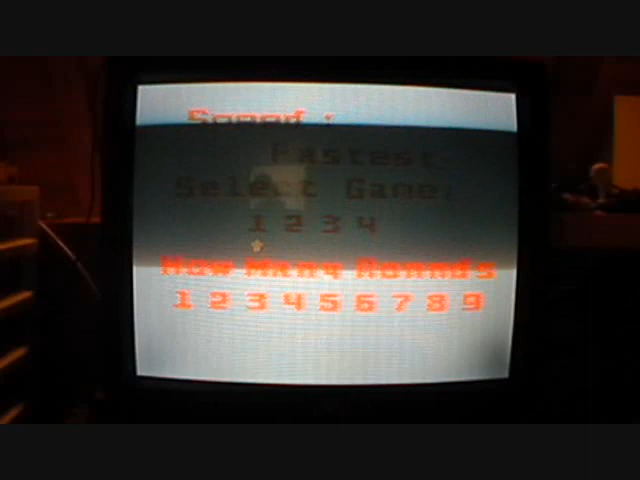 Speed :
Fastest
Select Game:
1 2 3 4
How Many Rounds
1 2 3 4 5 6 7 8 9